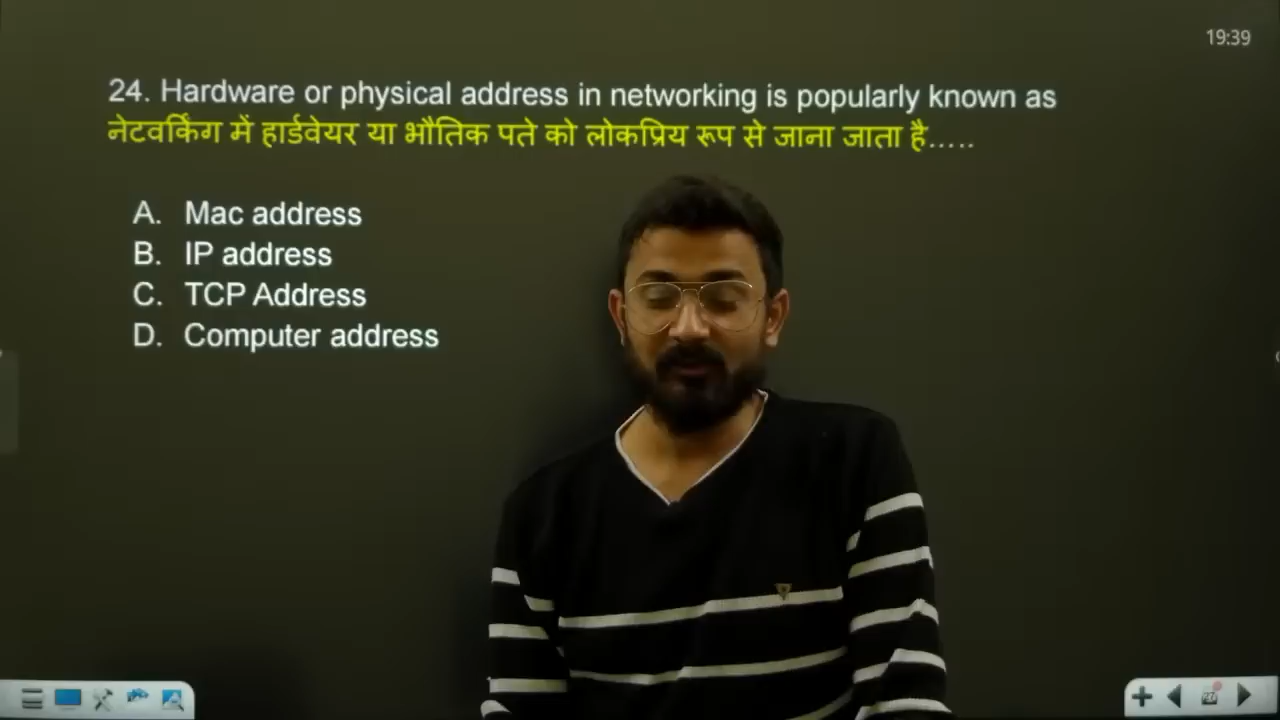 19:39
24. Hardware or physical address in networking is popularly known as
नेटवर्किंग में हार्डवेयर या भौतिक पते को लोकप्रिय रूप से जाना जाता है.....
A. Mac address
B. IP address
C. TCP Address
D. Computer address